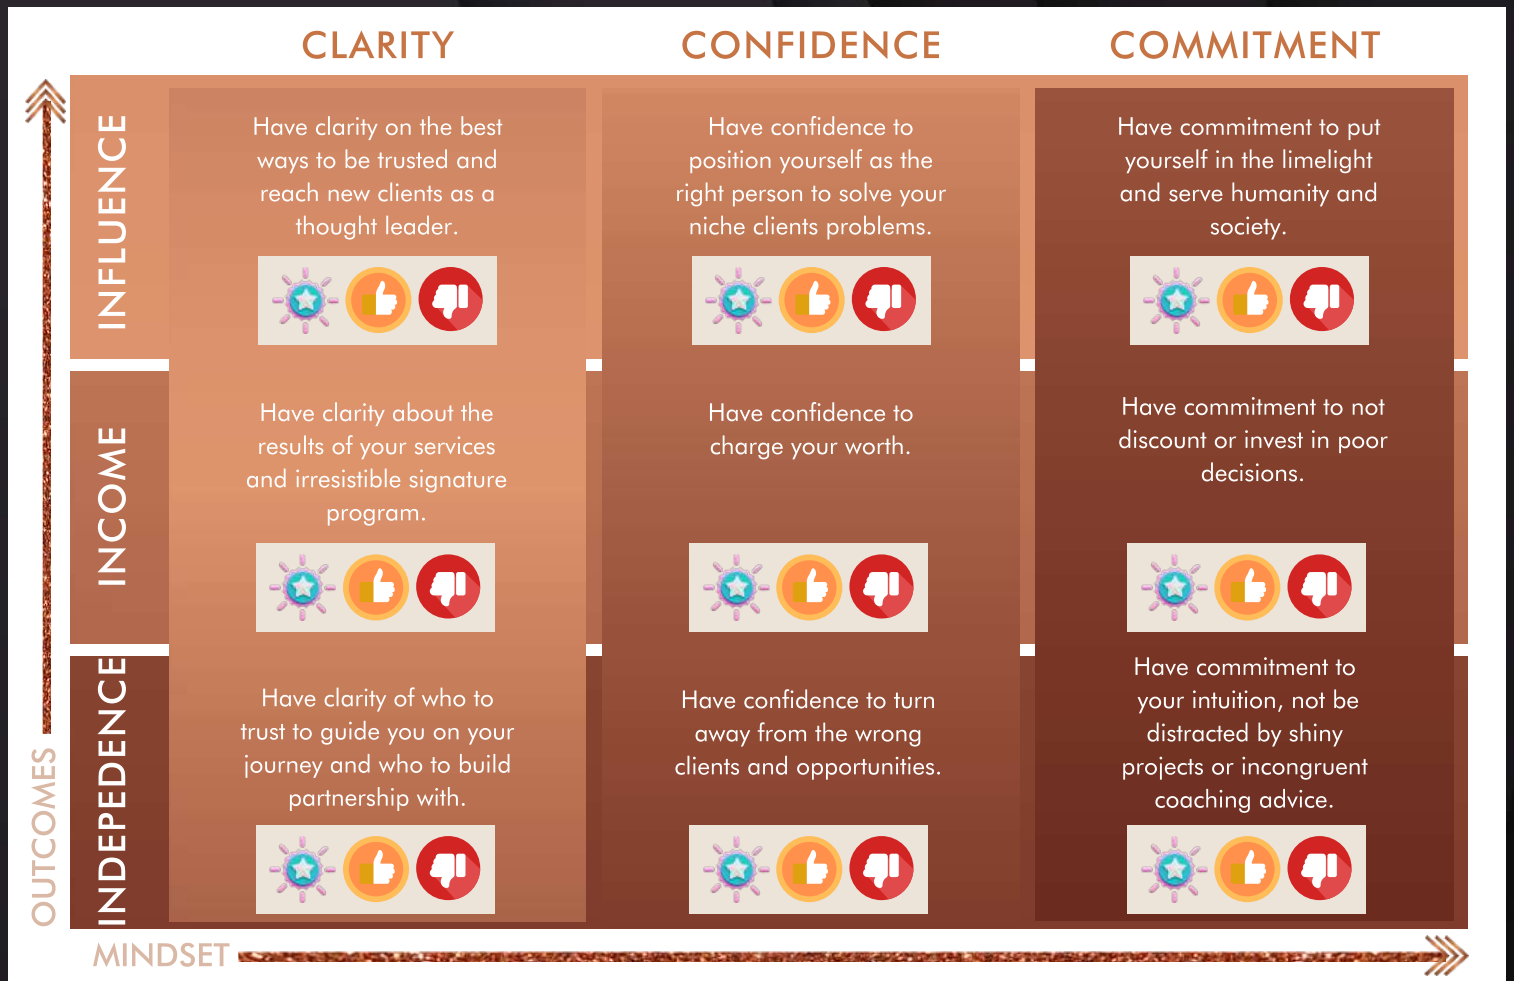 CLARITY
CONFIDENCE
COMMITMENT
INFLUENCE
Have clarity on the best
ways to be trusted and
reach new clients as a
thought leader.
Have confidence to
position yourself as the
right person to solve your
niche clients problems.
Have commitment to put
yourself in the limelight
and serve humanity and
society.
INCOME
Have clarity about the
results of your services
and irresistible signature
program.
Have confidence to
charge your worth.
Have commitment to not
discount or invest in poor
decisions.
INDEPEDENCE
Have clarity of who to
trust to guide you on your
journey and who to build
partnership with.
Have confidence to turn
away from the wrong
clients and opportunities.
Have commitment to
your intuition, not be
distracted by shiny
projects or incongruent
coaching advice.
OUTCOMES
MINDSET